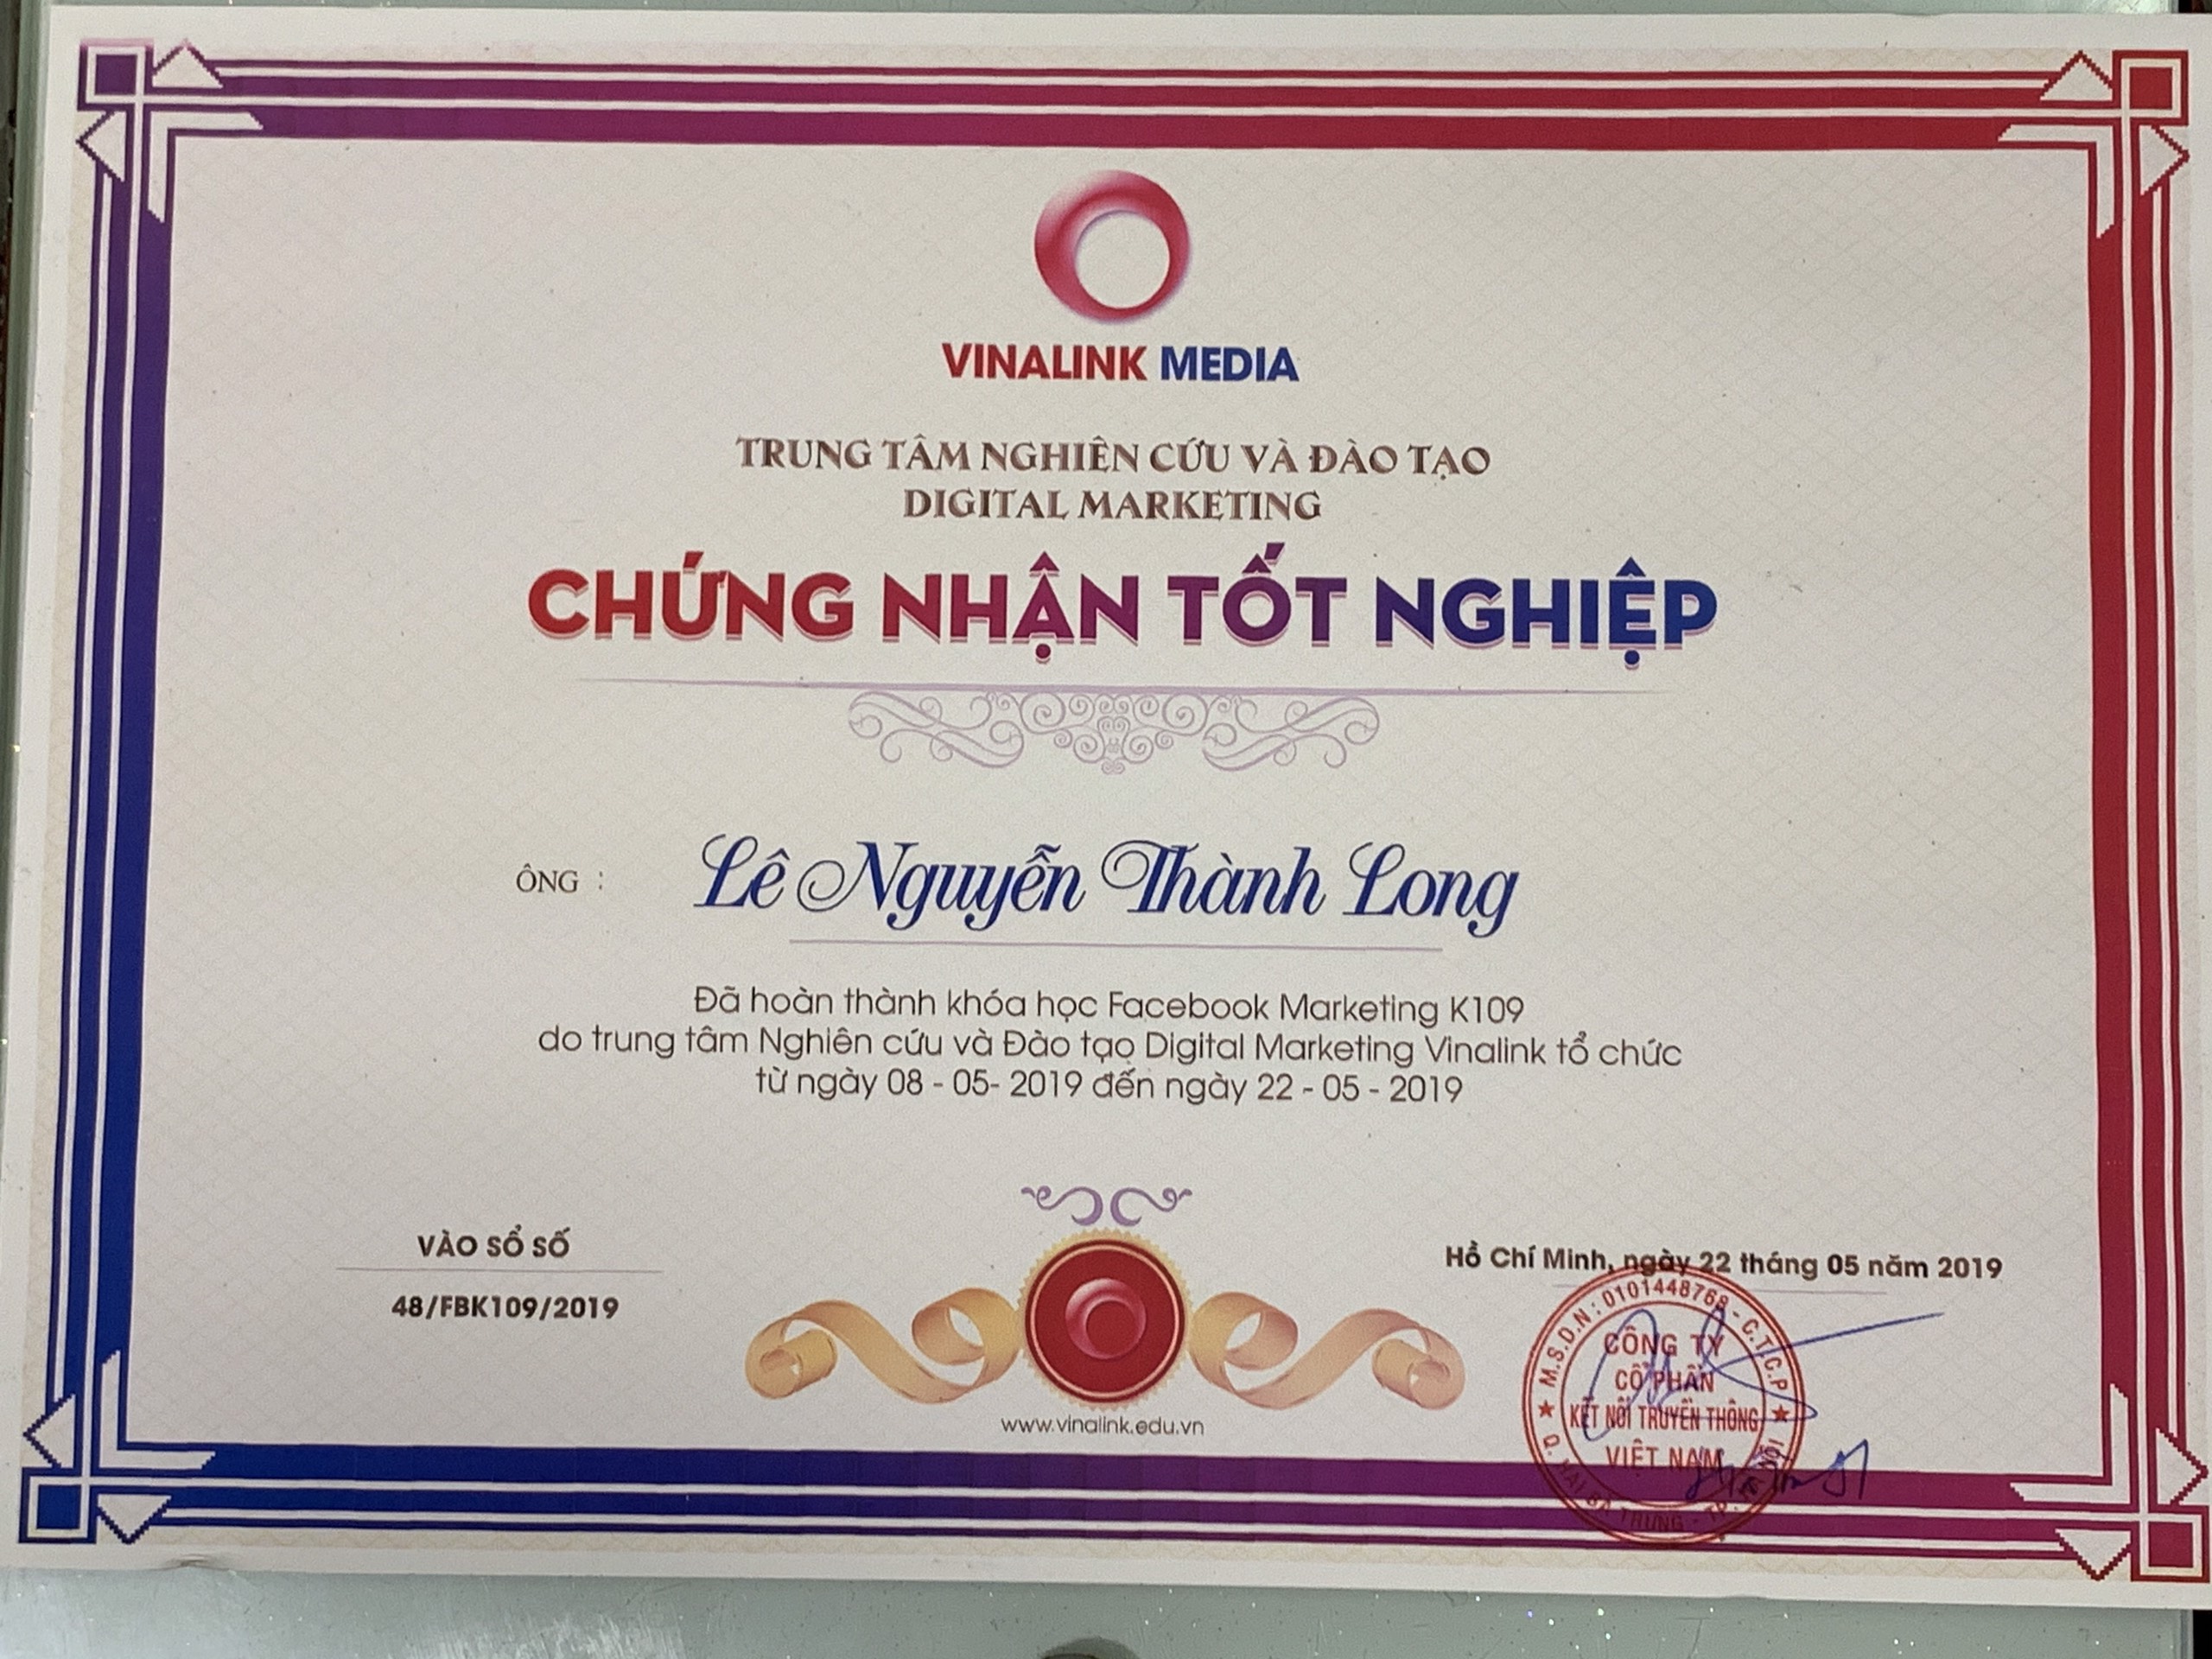 VINALINK MEDIA
TRUNG TÂM NGHIÊN CỨU VÀ ĐÀO TẠO
DIGITAL MARKETING
CHỨNG NHẬN TỐT NGHIỆP
ÔNG : Lê Nguyễn Thành Long
Đã hoàn thành khóa học Facebook Marketing K109
do trung tâm Nghiên cứu và Đào tạo Digital Marketing Vinalink tổ chức
từ ngày 08 - 05- 2019 đến ngày 22 - 05 - 2019
VÀO SỔ SỐ
48/FBK109/2019
www.vinalink.edu.vn
Hồ Chí Minh, ngày 22 tháng 05 năm 2019
M.S.D.N: 0101448768 - C.T.C.P
CÔNG TY
CỔ PHẦN
KẾT NỐI TRUYỀN THÔNG
VIỆT NAM
Q. HAI BÀ TRƯNG - TP. HÀ NỘI